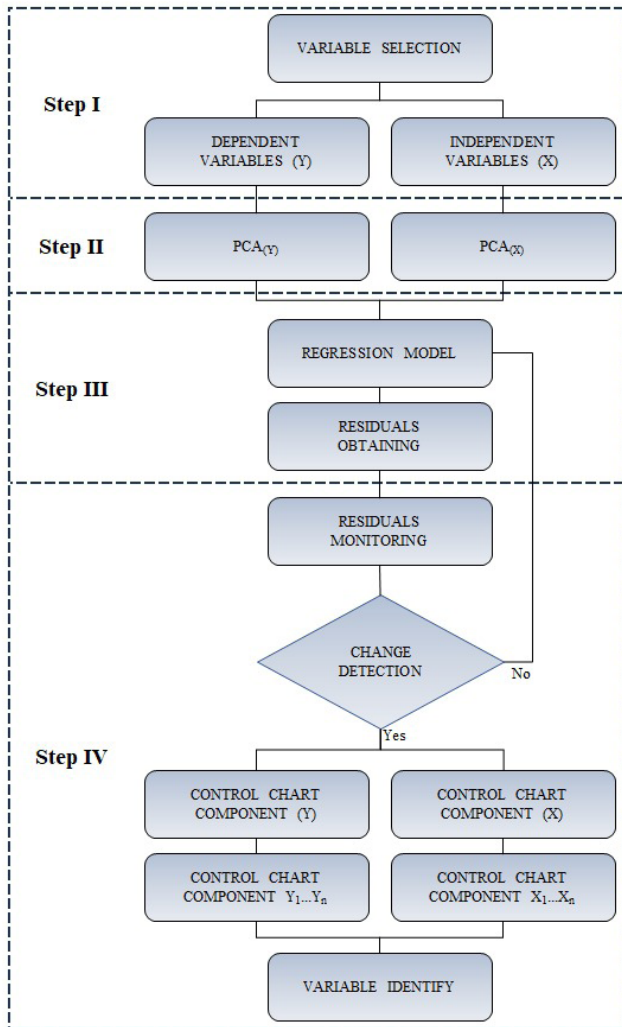 VARIABLE SELECTION
Step I
DEPENDENT
VARIABLES (Y)
INDEPENDENT
VARIABLES (X)
Step II
PCA(Y)
PCA(X)
REGRESSION MODEL
Step III
RESIDUALS
OBTAINING
RESIDUALS
MONITORING
CHANGE
DETECTION
No
Yes
Step IV
CONTROL CHART
COMPONENT (Y)
CONTROL CHART
COMPONENT (X)
CONTROL CHART
COMPONENT Y1...Yn
CONTROL CHART
COMPONENT X1...Xn
VARIABLE IDENTIFY